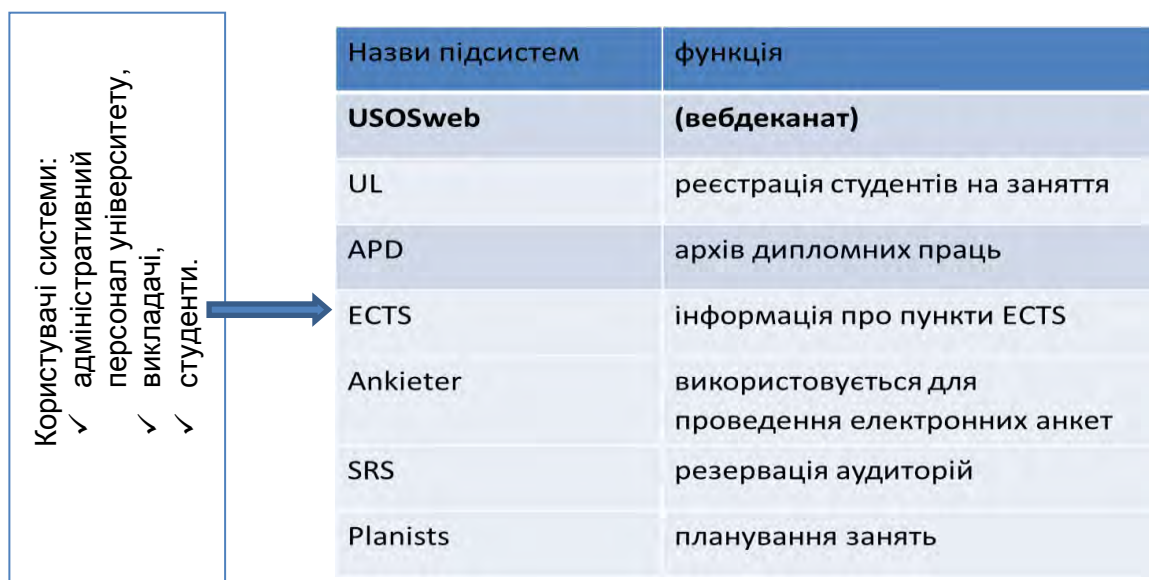 Користувачі системи:
✓ адміністративний
персонал університету,
✓ викладачі,
✓ студенти.
Назви підсистем функція
USOSweb (вебдеканат)
UL реєстрація студентів на заняття
APD архів дипломних праць
ECTS інформація про пункти ECTS
Ankieter використовується для
проведення електронних анкет
SRS резервація аудиторій
Planists планування занять